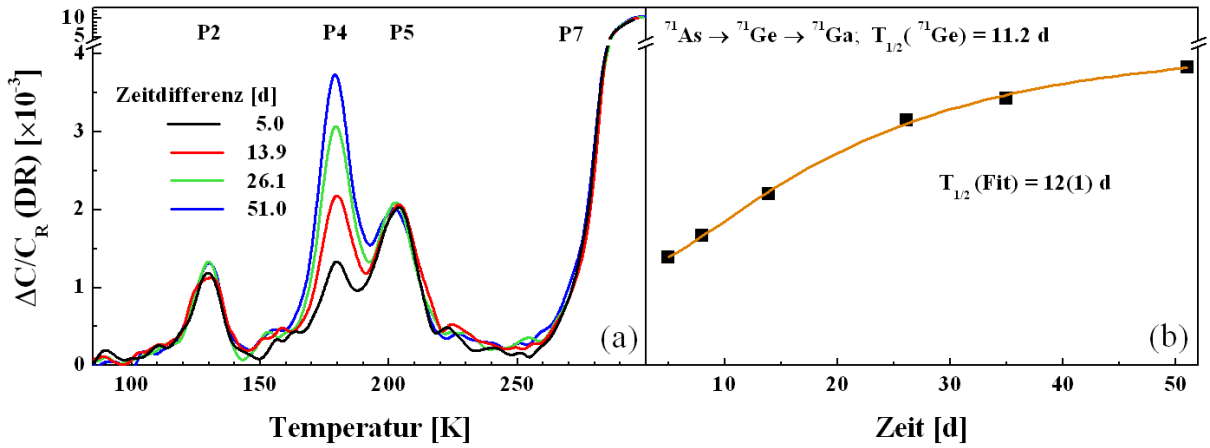 ΔC/C_R (DR) [×10⁻³]
10
5
4
3
2
1
0
P2 P4 P5 P7
Zeitdifferenz [d]
5.0
13.9
26.1
51.0
(a)
100 150 200 250
Temperatur [K]
⁷¹As → ⁷¹Ge → ⁷¹Ga; T₁/₂( ⁷¹Ge) = 11.2 d
T₁/₂(Fit) = 12(1) d
(b)
10 20 30 40 50
Zeit [d]